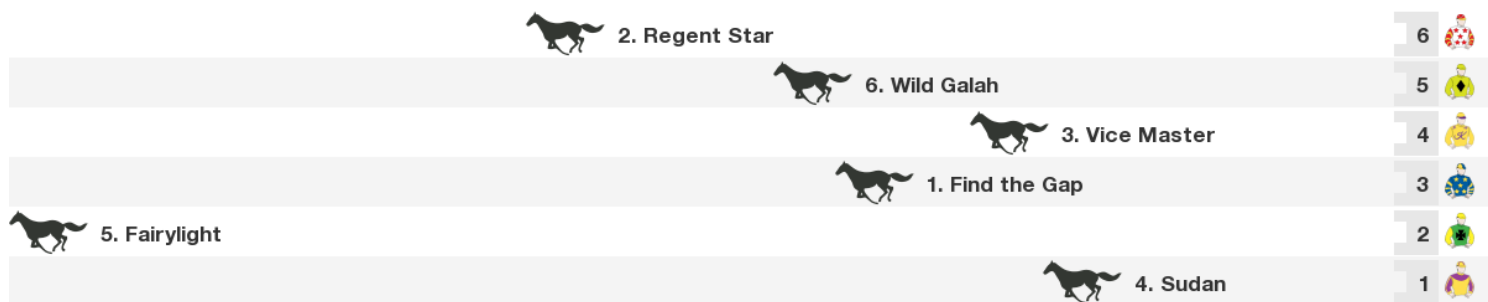 2. Regent Star 6
6. Wild Galah 5
3. Vice Master 4
1. Find the Gap 3
5. Fairylight 2
4. Sudan 1